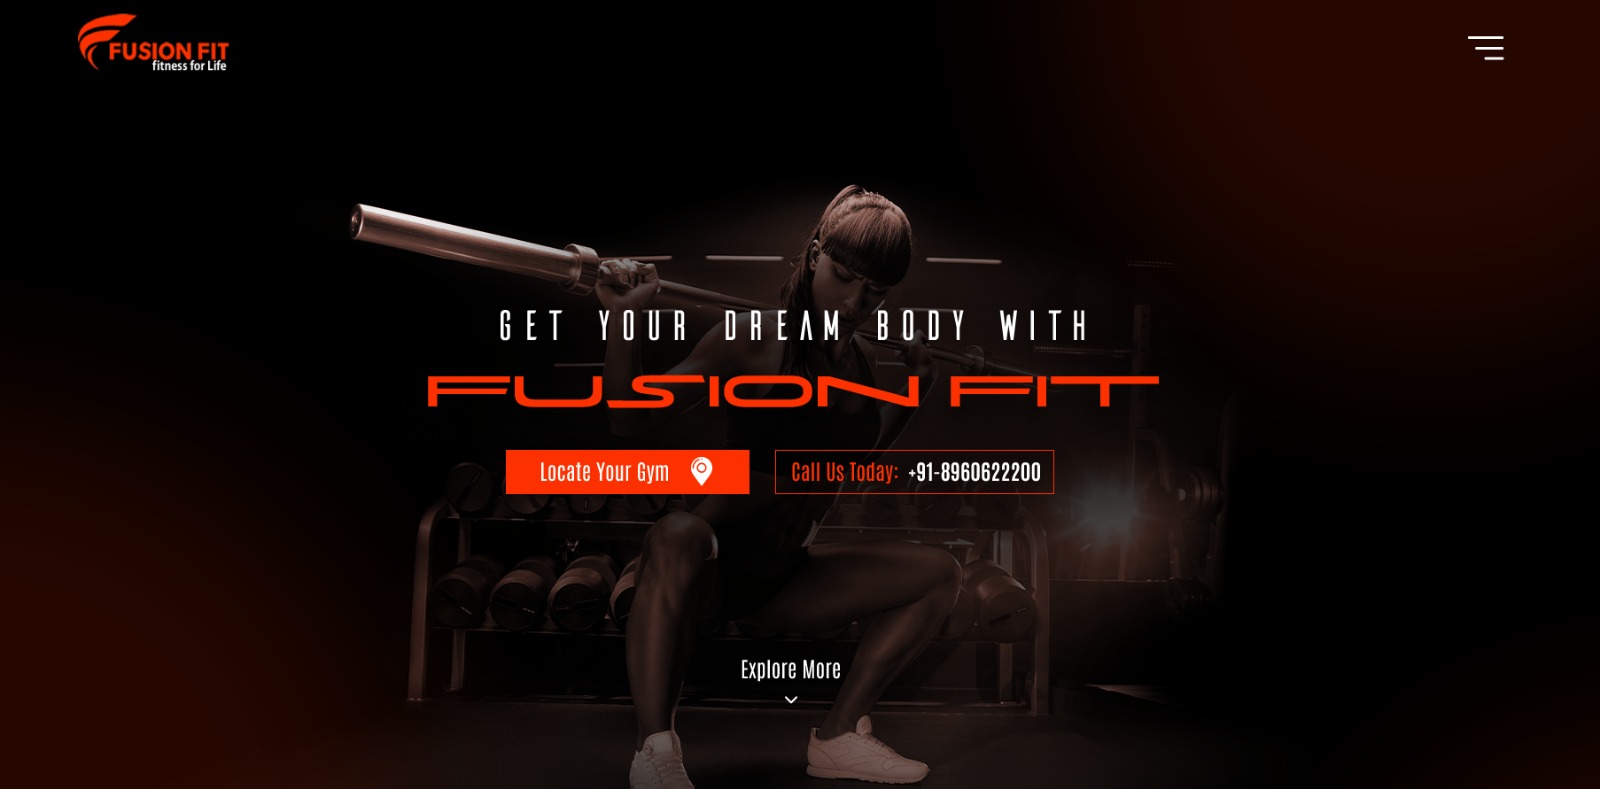 FUSION FIT
fitness for Life
GET YOUR DREAM BODY WITH
FUSION FIT
Locate Your Gym
Call Us Today: +91-8960622200
Explore More